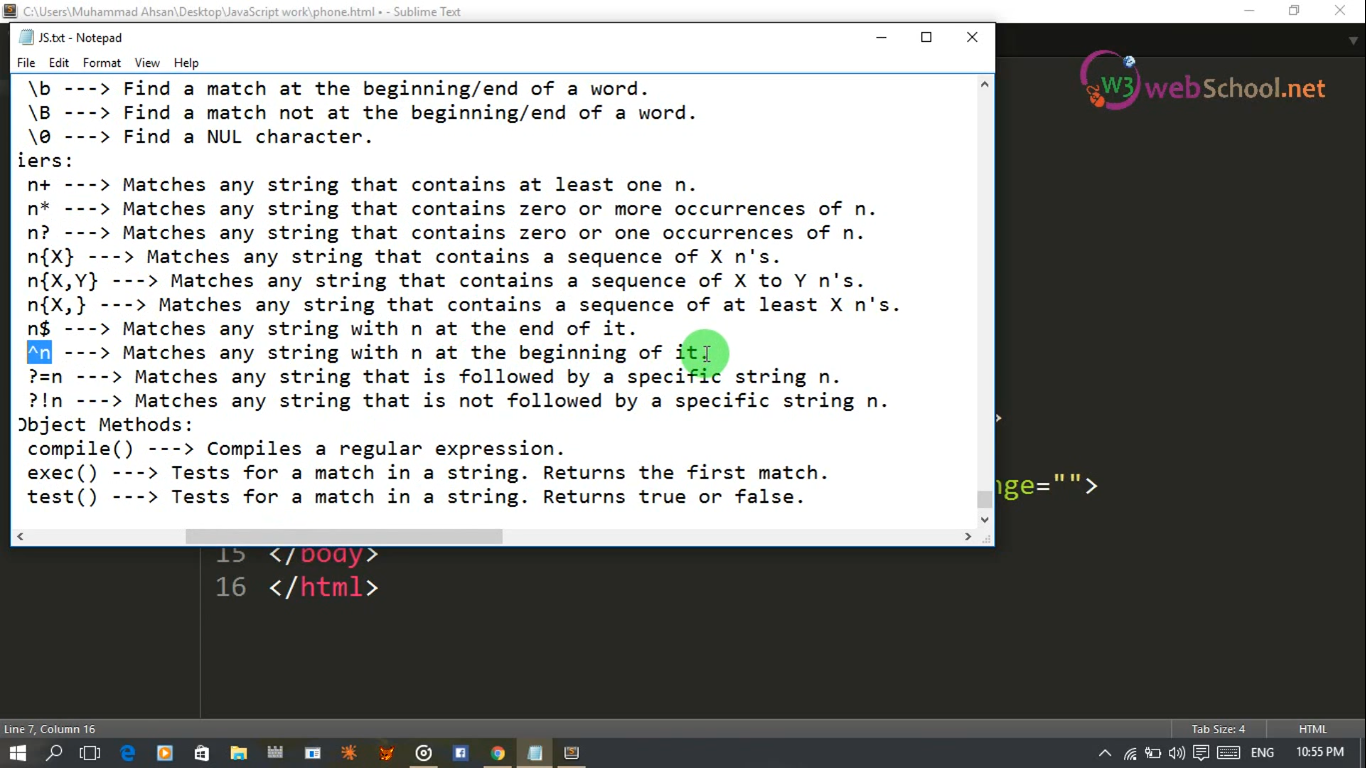 C:\Users\Muhammad Ahsan\Desktop\JavaScript work\phone.html • - Sublime Text
JS.txt - Notepad
File Edit Format View Help
W3webSchool.net
\b ---> Find a match at the beginning/end of a word.
\B ---> Find a match not at the beginning/end of a word.
\0 ---> Find a NUL character.
iers:
n+ ---> Matches any string that contains at least one n.
n* ---> Matches any string that contains zero or more occurrences of n.
n? ---> Matches any string that contains zero or one occurrences of n.
n{X} ---> Matches any string that contains a sequence of X n's.
n{X,Y} ---> Matches any string that contains a sequence of X to Y n's.
n{X,} ---> Matches any string that contains a sequence of at least X n's.
n$ ---> Matches any string with n at the end of it.
^n ---> Matches any string with n at the beginning of it.
?=n ---> Matches any string that is followed by a specific string n.
?!n ---> Matches any string that is not followed by a specific string n.
Object Methods:
compile() ---> Compiles a regular expression.
exec() ---> Tests for a match in a string. Returns the first match.
test() ---> Tests for a match in a string. Returns true or false.
>
nge="">
15 </body>
16 </html>
Line 7, Column 16 Tab Size: 4 HTML
ENG 10:55 PM